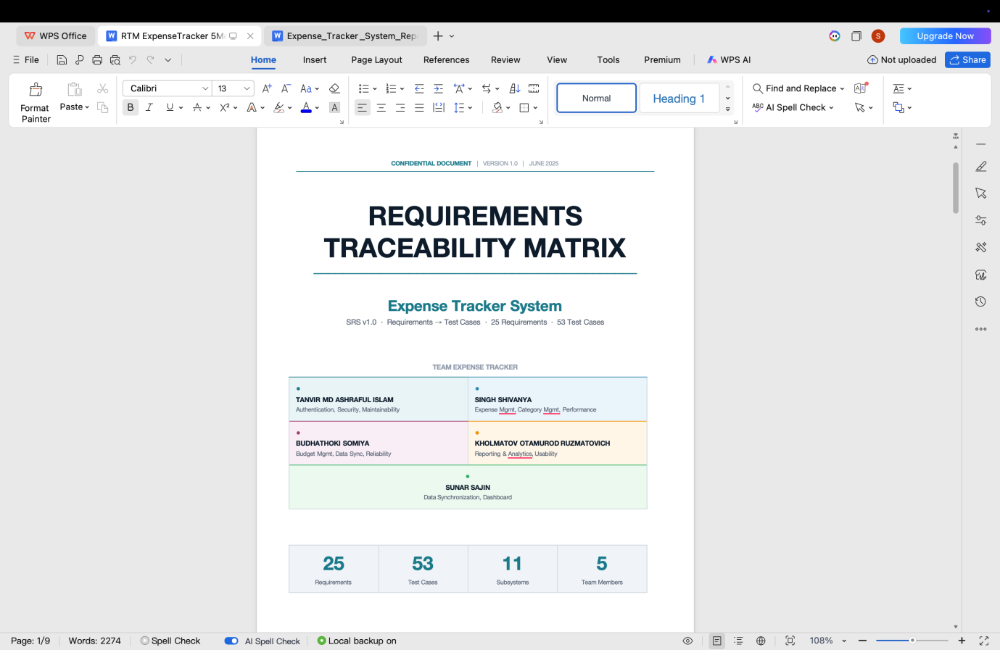 WPS Office
RTM ExpenseTracker 5M
Expense_Tracker_System_Rep
S
Upgrade Now
File
Home
Insert
Page Layout
References
Review
View
Tools
Premium
WPS AI
Not uploaded
Share
Format Painter
Paste
Calibri
13
Normal
Heading 1
Find and Replace
AI Spell Check
CONFIDENTIAL DOCUMENT | VERSION 1.0 | JUNE 2025
REQUIREMENTS
TRACEABILITY MATRIX
Expense Tracker System
SRS v1.0 · Requirements → Test Cases · 25 Requirements · 53 Test Cases
TEAM EXPENSE TRACKER
TANVIR MD ASHRAFUL ISLAM
Authentication, Security, Maintainability
SINGH SHIVANYA
Expense Mgmt, Category Mgmt, Performance
BUDHATHOKI SOMIYA
Budget Mgmt, Data Sync, Reliability
KHOLMATOV OTAMUROD RUZMATOVICH
Reporting & Analytics, Usability
SUNAR SAJIN
Data Synchronization, Dashboard
25
Requirements
53
Test Cases
11
Subsystems
5
Team Members
Page: 1/9
Words: 2274
Spell Check
AI Spell Check
Local backup on
108%